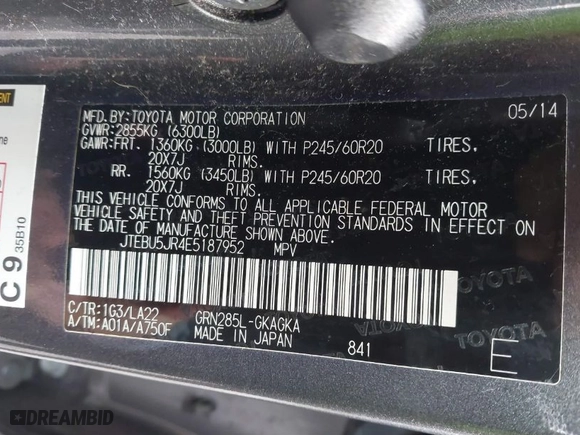 MFD.BY:TOYOTA MOTOR CORPORATION 05/14
GVWR:2855KG (6300LB)
GAWR:FRT. 1360KG (3000LB) WITH P245/60R20 TIRES.
20X7J RIMS.
RR. 1560KG (3450LB) WITH P245/60R20 TIRES.
20X7J RIMS.
THIS VEHICLE CONFORMS TO ALL APPLICABLE FEDERAL MOTOR
VEHICLE SAFETY AND THEFT PREVENTION STANDARDS IN EFFECT ON
THE DATE OF MANUFACTURE SHOWN ABOVE.
JTEBU5JR4E5187952 MPV
C/TR:1G3/LA22 GRN285L-GKAGKA
A/TM:A01A/A750F MADE IN JAPAN 841
E
C9
35B10
TOYOTA
TOYOTA
DREAMBID